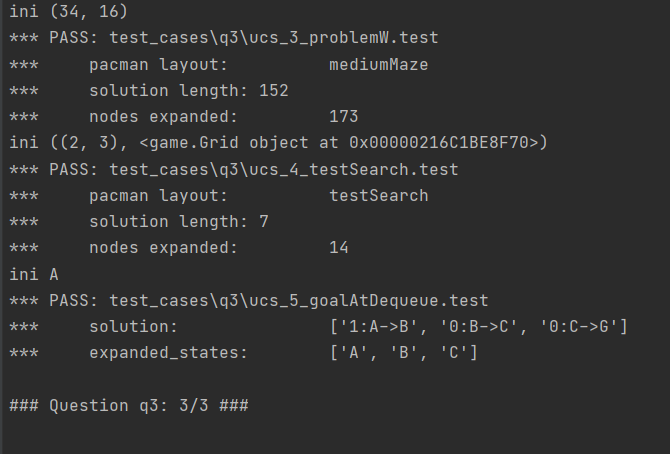 ini (34, 16)
*** PASS: test_cases\q3\ucs_3_problemW.test
***     pacman layout:          mediumMaze
***     solution length: 152
***     nodes expanded:         173
ini ((2, 3), <game.Grid object at 0x00000216C1BE8F70>)
*** PASS: test_cases\q3\ucs_4_testSearch.test
***     pacman layout:          testSearch
***     solution length: 7
***     nodes expanded:         14
ini A
*** PASS: test_cases\q3\ucs_5_goalAtDequeue.test
***     solution:               ['1:A->B', '0:B->C', '0:C->G']
***     expanded_states:        ['A', 'B', 'C']

### Question q3: 3/3 ###